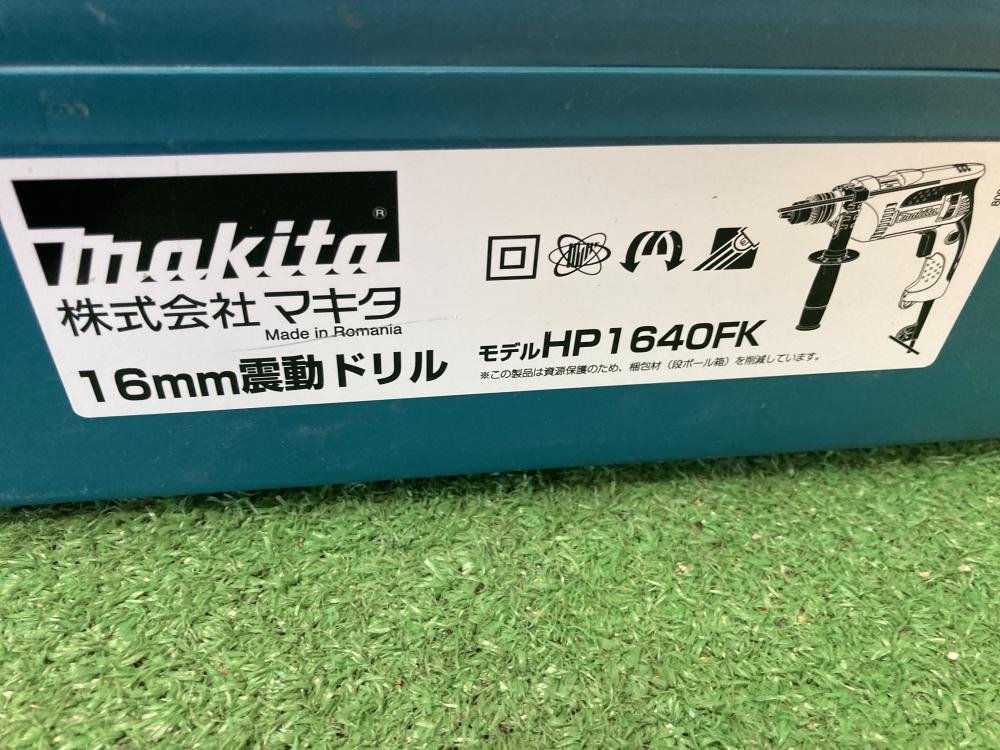 makita®
株式会社マキタ
Made in Romania
16mm震動ドリル
モデルHP1640FK
※この製品は資源保護のため、梱包材(段ボール箱)を削減しています。
makita